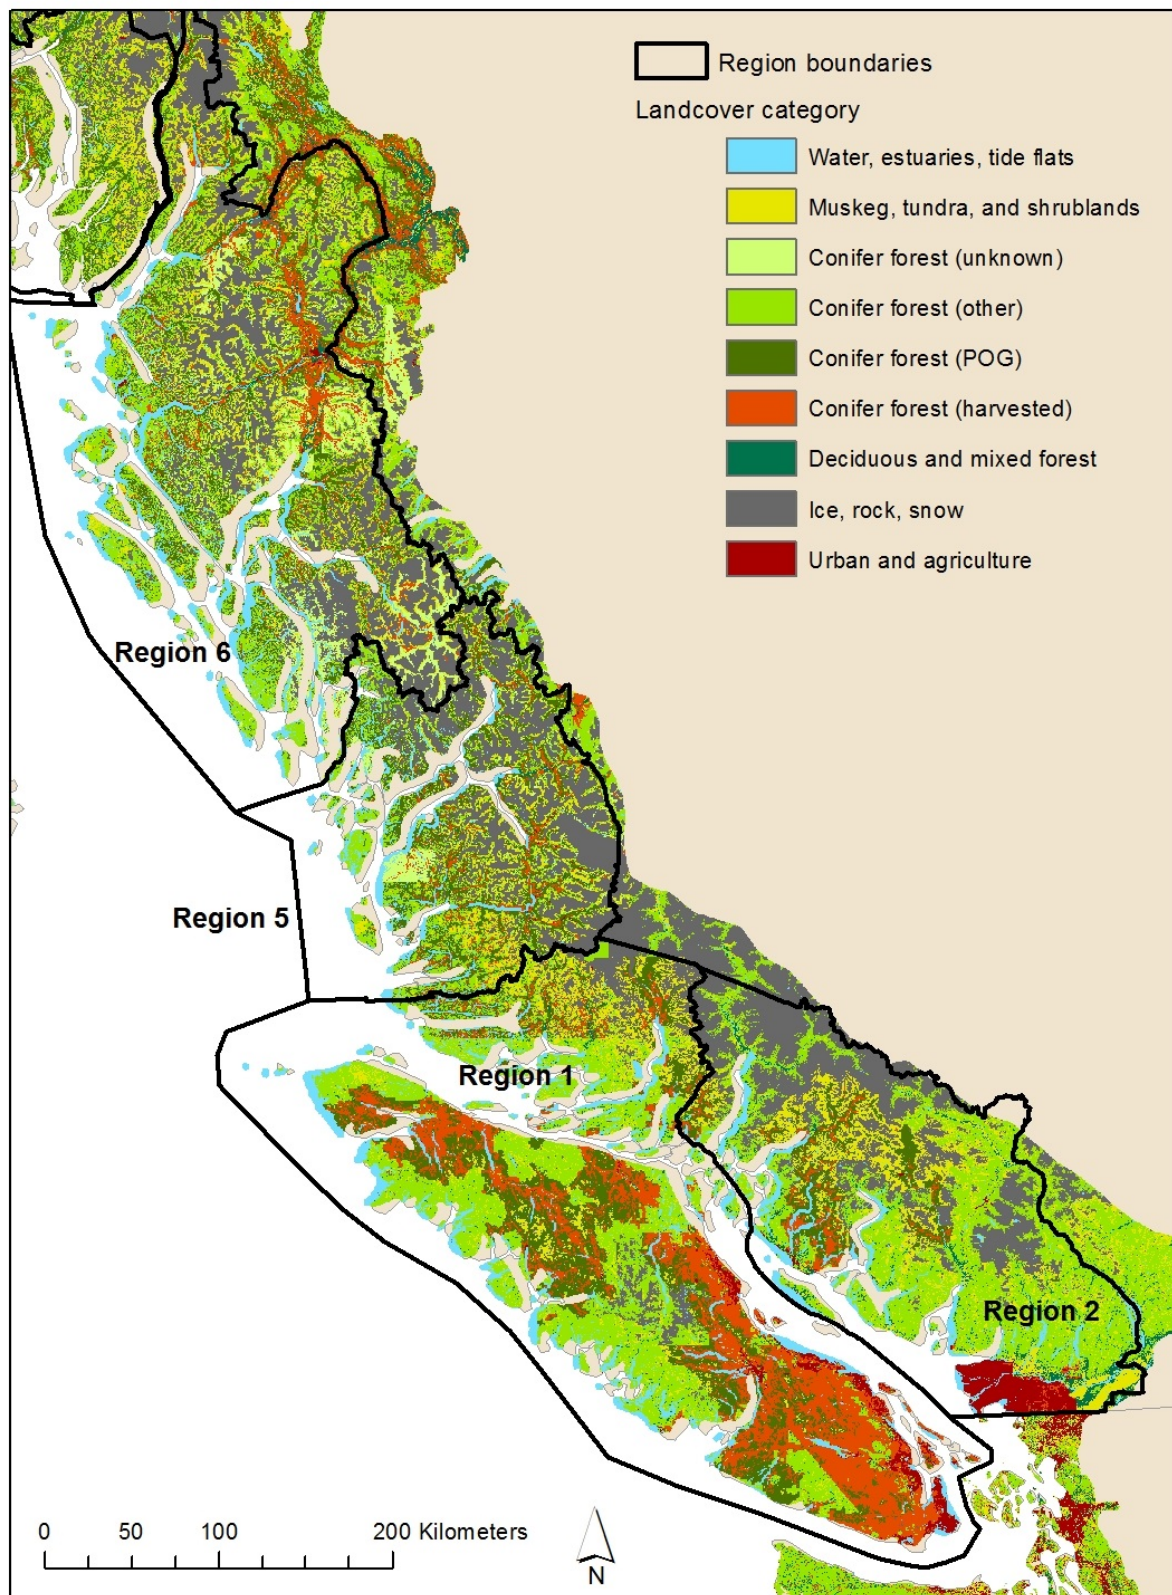 Region boundaries
Landcover category
Water, estuaries, tide flats
Muskeg, tundra, and shrublands
Conifer forest (unknown)
Conifer forest (other)
Conifer forest (POG)
Conifer forest (harvested)
Deciduous and mixed forest
Ice, rock, snow
Urban and agriculture
Region 6
Region 5
Region 1
Region 2
0 50 100 200 Kilometers
N